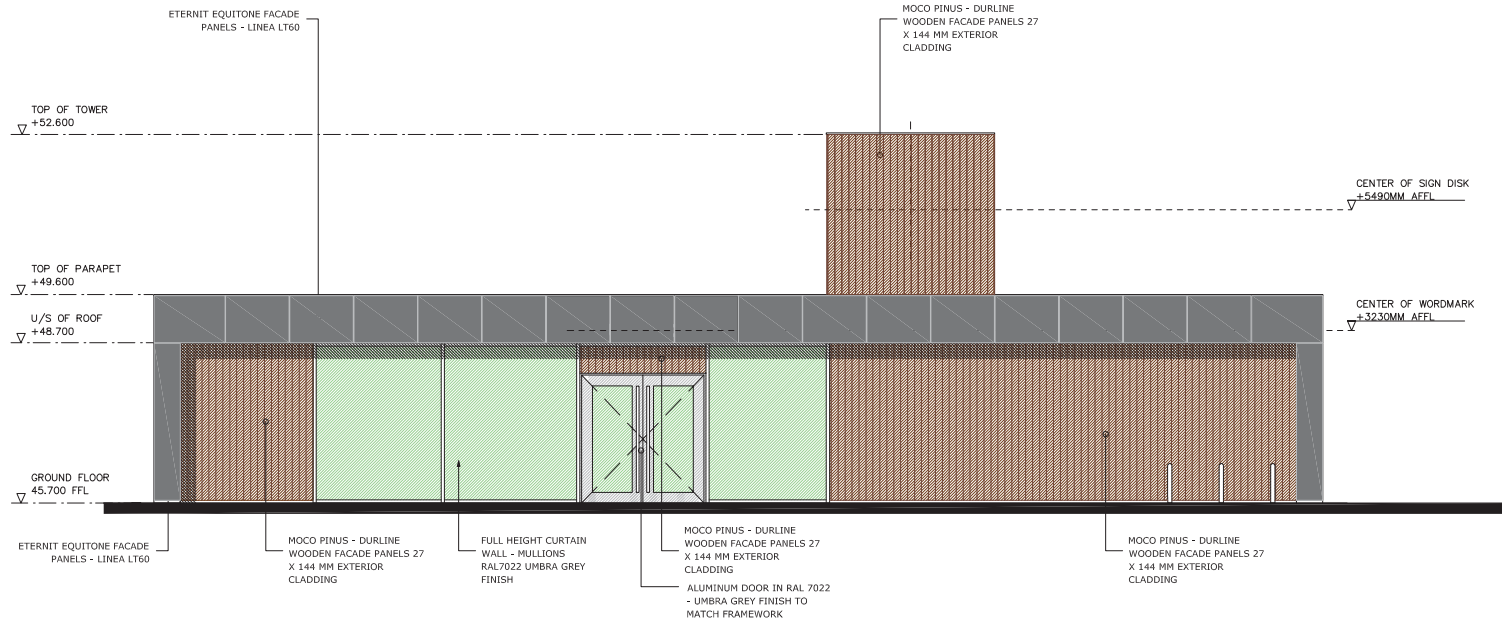 ETERNIT EQUITONE FACADE
PANELS - LINEA LT60
MOCO PINUS - DURLINE
WOODEN FACADE PANELS 27
X 144 MM EXTERIOR
CLADDING
TOP OF TOWER
+52.600
CENTER OF SIGN DISK
+5490MM AFFL
TOP OF PARAPET
+49.600
U/S OF ROOF
+48.700
CENTER OF WORDMARK
+3230MM AFFL
GROUND FLOOR
45.700 FFL
ETERNIT EQUITONE FACADE
PANELS - LINEA LT60
MOCO PINUS - DURLINE
WOODEN FACADE PANELS 27
X 144 MM EXTERIOR
CLADDING
FULL HEIGHT CURTAIN
WALL - MULLIONS
RAL7022 UMBRA GREY
FINISH
MOCO PINUS - DURLINE
WOODEN FACADE PANELS 27
X 144 MM EXTERIOR
CLADDING
ALUMINUM DOOR IN RAL 7022
- UMBRA GREY FINISH TO
MATCH FRAMEWORK
MOCO PINUS - DURLINE
WOODEN FACADE PANELS 27
X 144 MM EXTERIOR
CLADDING